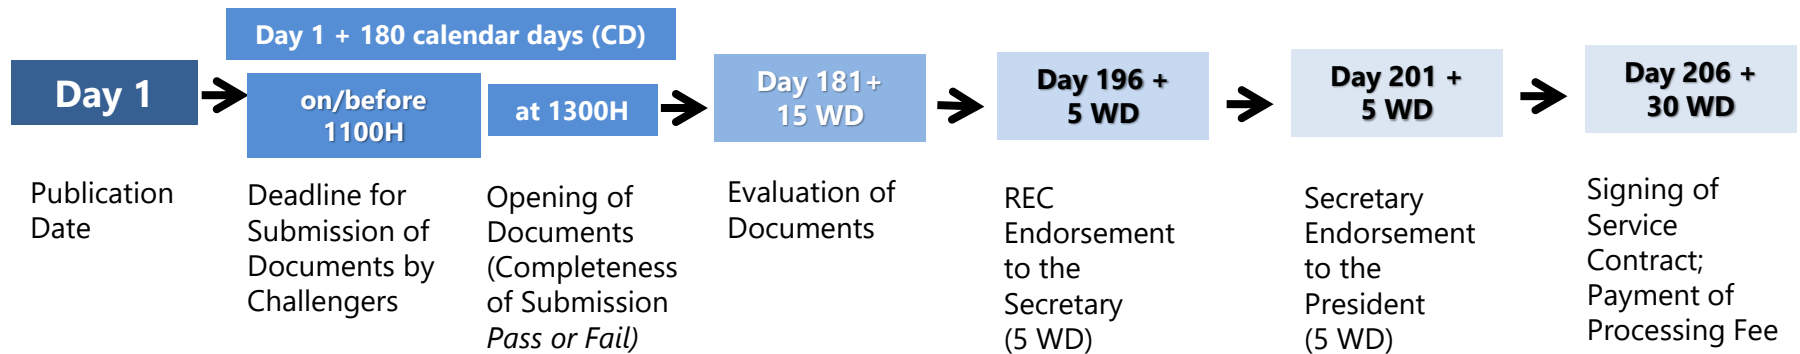 Day 1
Publication
Date
Day 1 + 180 calendar days (CD)
on/before
1100H
Deadline for
Submission of
Documents by
Challengers
at 1300H
Opening of
Documents
(Completeness
of Submission
Pass or Fail)
Day 181+
15 WD
Evaluation of
Documents
Day 196 +
5 WD
REC
Endorsement
to the
Secretary
(5 WD)
Day 201 +
5 WD
Secretary
Endorsement
to the
President
(5 WD)
Day 206 +
30 WD
Signing of
Service
Contract;
Payment of
Processing Fee